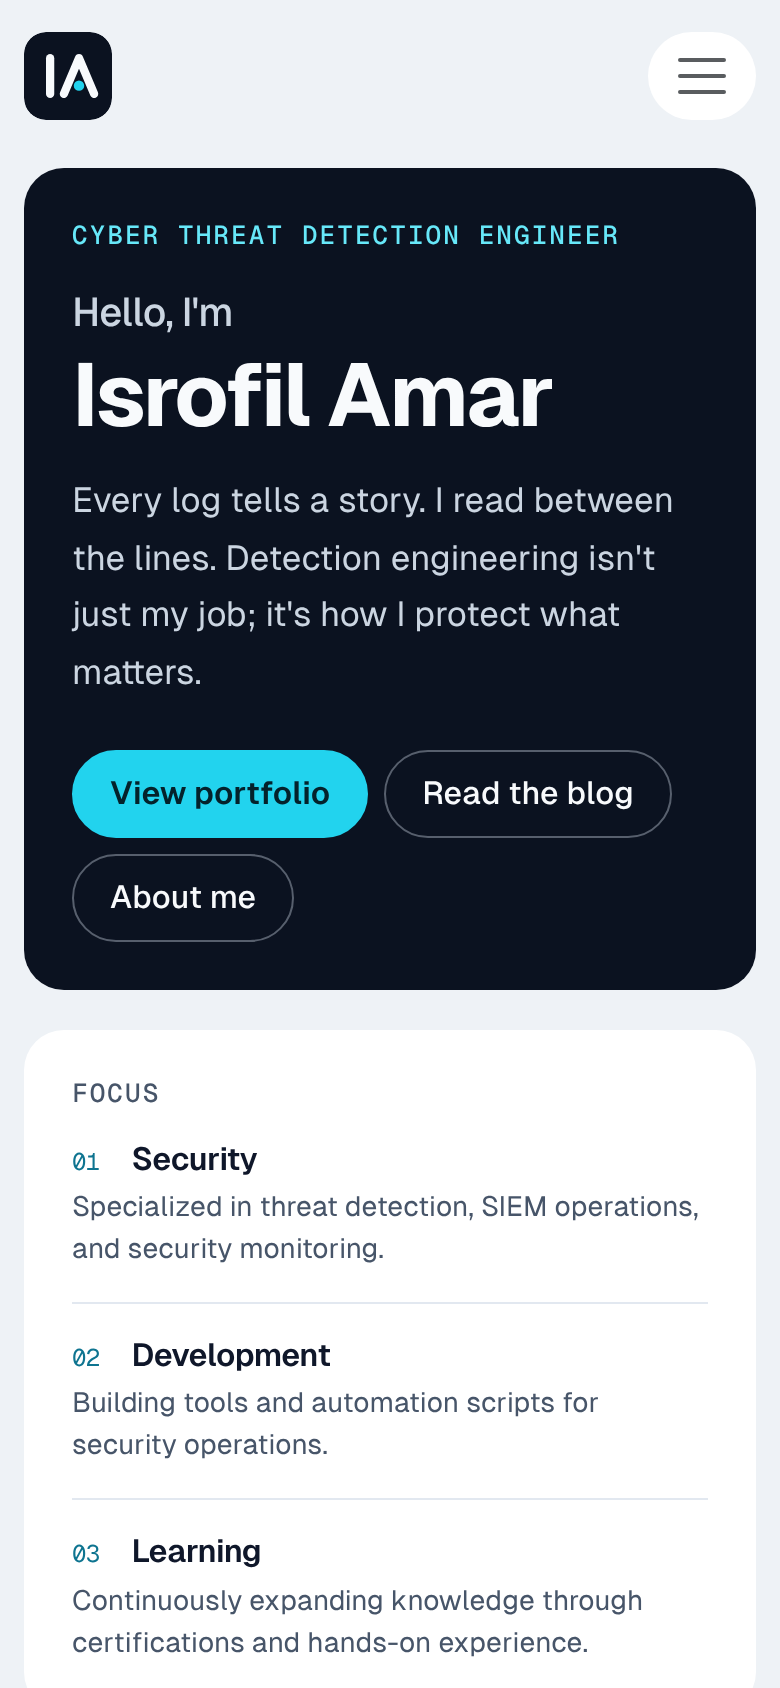 IA
CYBER THREAT DETECTION ENGINEER
Hello, I'm
Isrofil Amar
Every log tells a story. I read between
the lines. Detection engineering isn't
just my job; it's how I protect what
matters.
View portfolio
Read the blog
About me
FOCUS
01 Security
Specialized in threat detection, SIEM operations,
and security monitoring.
02 Development
Building tools and automation scripts for
security operations.
03 Learning
Continuously expanding knowledge through
certifications and hands-on experience.